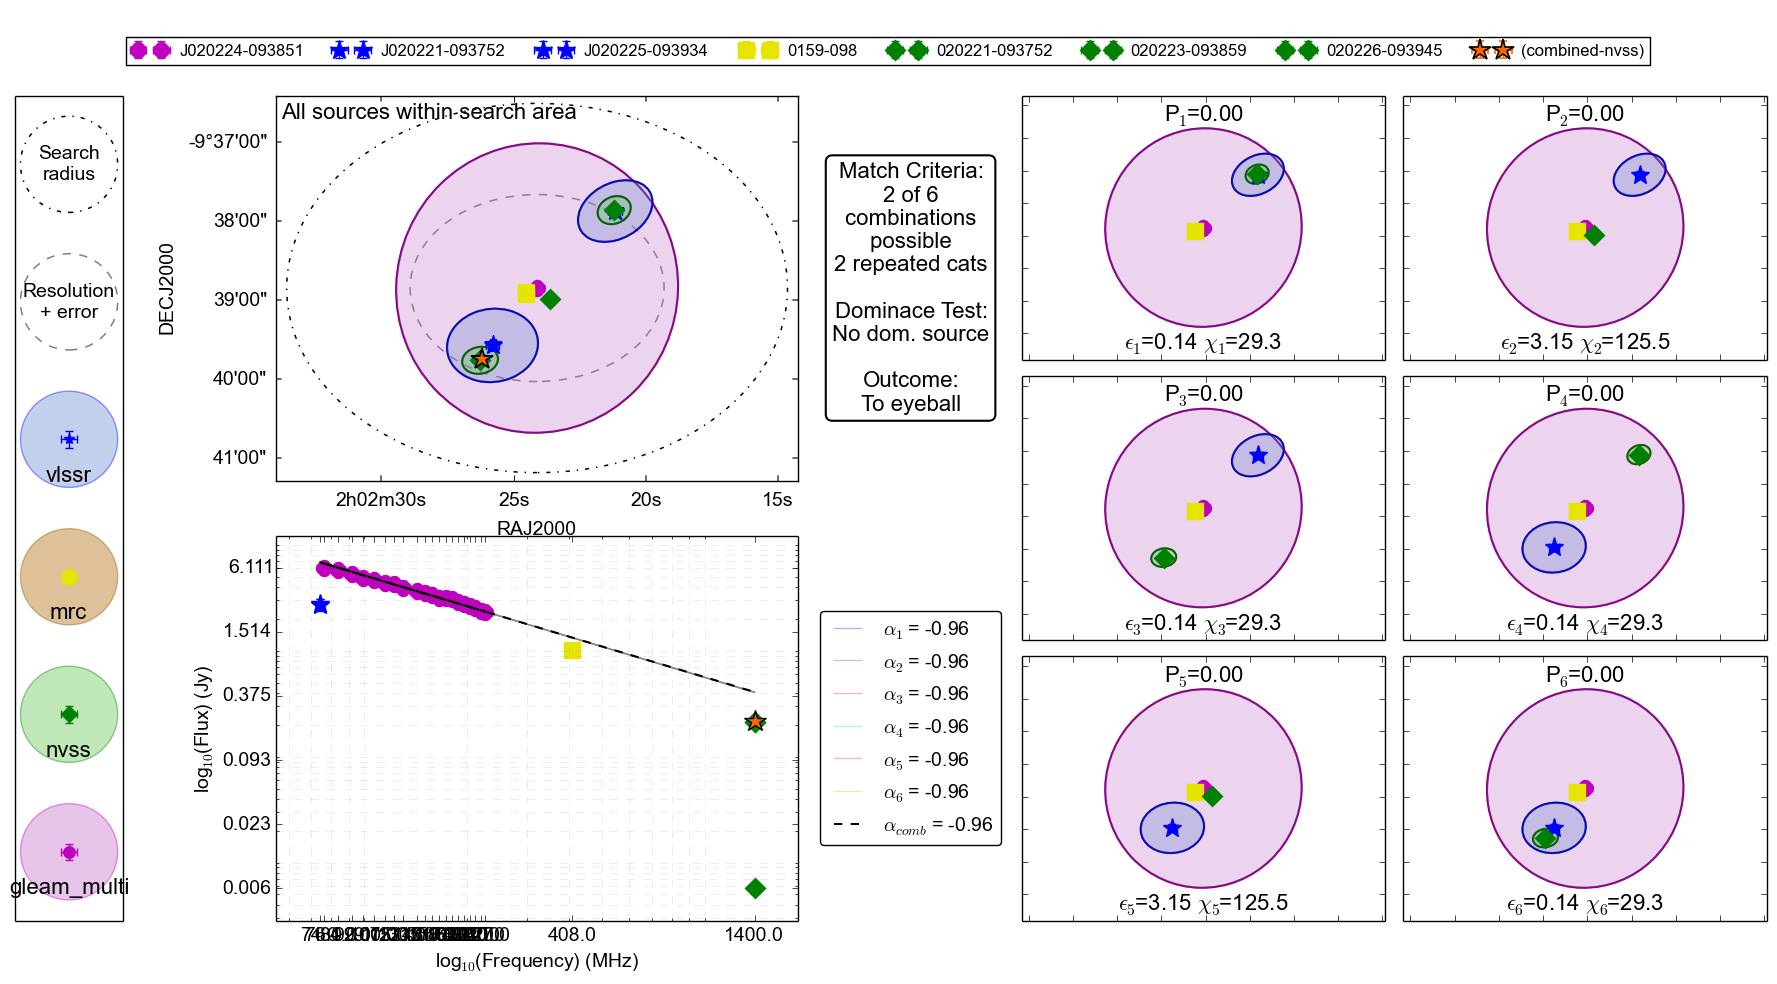 J020224-093851 J020221-093752 J020225-093934 0159-098 020221-093752 020223-093859 020226-093945 (combined-nvss)
Search
radius
Resolution
+ error
vlssr
mrc
nvss
gleam_multi
All sources within search area
DECJ2000
-9°37'00"
38'00"
39'00"
40'00"
41'00"
2h02m30s 25s 20s 15s
RAJ2000
Match Criteria:
2 of 6
combinations
possible
2 repeated cats
Dominace Test:
No dom. source
Outcome:
To eyeball
log₁₀(Flux) (Jy)
6.111
1.514
0.375
0.093
0.023
0.006
408.0 1400.0
log₁₀(Frequency) (MHz)
α₁ = -0.96
α₂ = -0.96
α₃ = -0.96
α₄ = -0.96
α₅ = -0.96
α₆ = -0.96
α_comb = -0.96
P₁=0.00
ϵ₁=0.14 χ₁=29.3
P₂=0.00
ϵ₂=3.15 χ₂=125.5
P₃=0.00
ϵ₃=0.14 χ₃=29.3
P₄=0.00
ϵ₄=0.14 χ₄=29.3
P₅=0.00
ϵ₅=3.15 χ₅=125.5
P₆=0.00
ϵ₆=0.14 χ₆=29.3